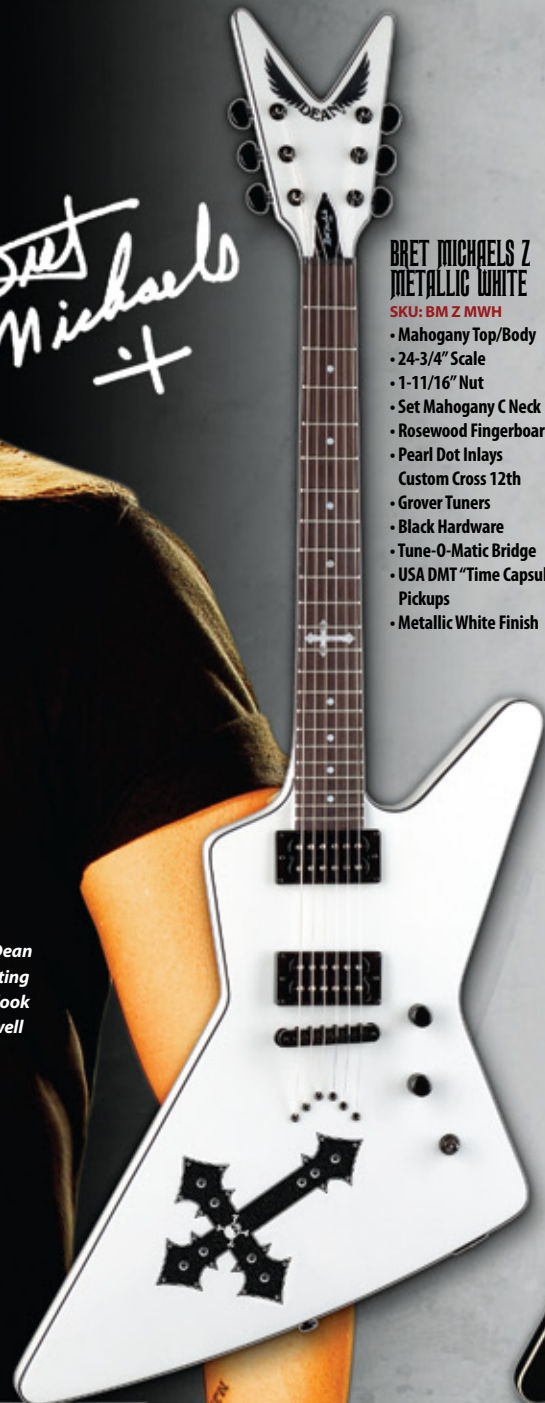 DEAN
Bret
Michaels
BRET MICHAELS Z
METALLIC WHITE
SKU: BM Z MWH
• Mahogany Top/Body
• 24-3/4" Scale
• 1-11/16" Nut
• Set Mahogany C Neck
• Rosewood Fingerboar
• Pearl Dot Inlays
Custom Cross 12th
• Grover Tuners
• Black Hardware
• Tune-O-Matic Bridge
• USA DMT “Time Capsul
Pickups
• Metallic White Finish
Dean
ting
ook
well